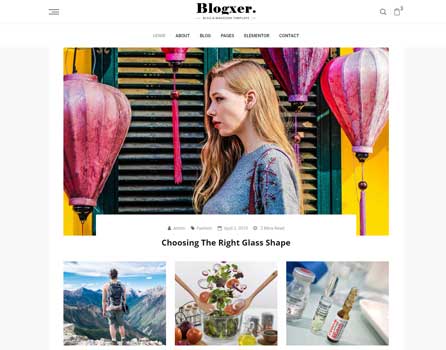 Blogxer.
BLOG & MAGAZINE TEMPLATE
0
HOME ABOUT BLOG PAGES ELEMENTOR CONTACT
Admin Fashion April 2, 2019 2 Mins Read
Choosing The Right Glass Shape